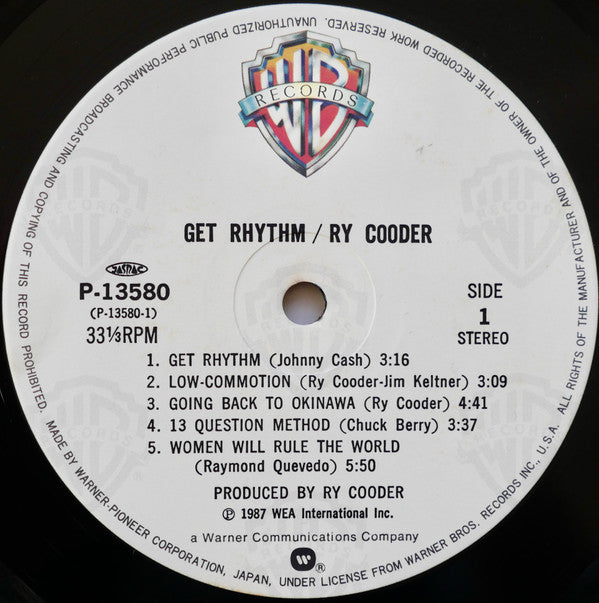 ALL RIGHTS OF THE MANUFACTURER AND OF THE OWNER OF THE RECORDED WORK RESERVED. UNAUTHORIZED PUBLIC PERFORMANCE BROADCASTING AND COPYING OF THIS RECORD PROHIBITED.
WB
RECORDS
GET RHYTHM / RY COODER
JASRAC
P-13580
(P-13580-1)
33⅓RPM
SIDE
1
STEREO
1. GET RHYTHM (Johnny Cash) 3:16
2. LOW-COMMOTION (Ry Cooder-Jim Keltner) 3:09
3. GOING BACK TO OKINAWA (Ry Cooder) 4:41
4. 13 QUESTION METHOD (Chuck Berry) 3:37
5. WOMEN WILL RULE THE WORLD
(Raymond Quevedo) 5:50
PRODUCED BY RY COODER
℗ 1987 WEA International Inc.
a Warner Communications Company
®
MADE BY WARNER-PIONEER CORPORATION, JAPAN, UNDER LICENSE FROM WARNER BROS. RECORDS INC., U.S.A.